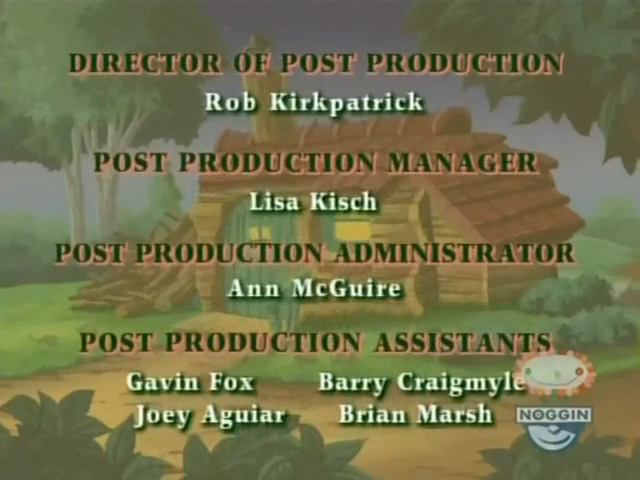 DIRECTOR OF POST PRODUCTION
Rob Kirkpatrick
POST PRODUCTION MANAGER
Lisa Kisch
POST PRODUCTION ADMINISTRATOR
Ann McGuire
POST PRODUCTION ASSISTANTS
Gavin Fox Barry Craigmyle
Joey Aguiar Brian Marsh
NOGGIN